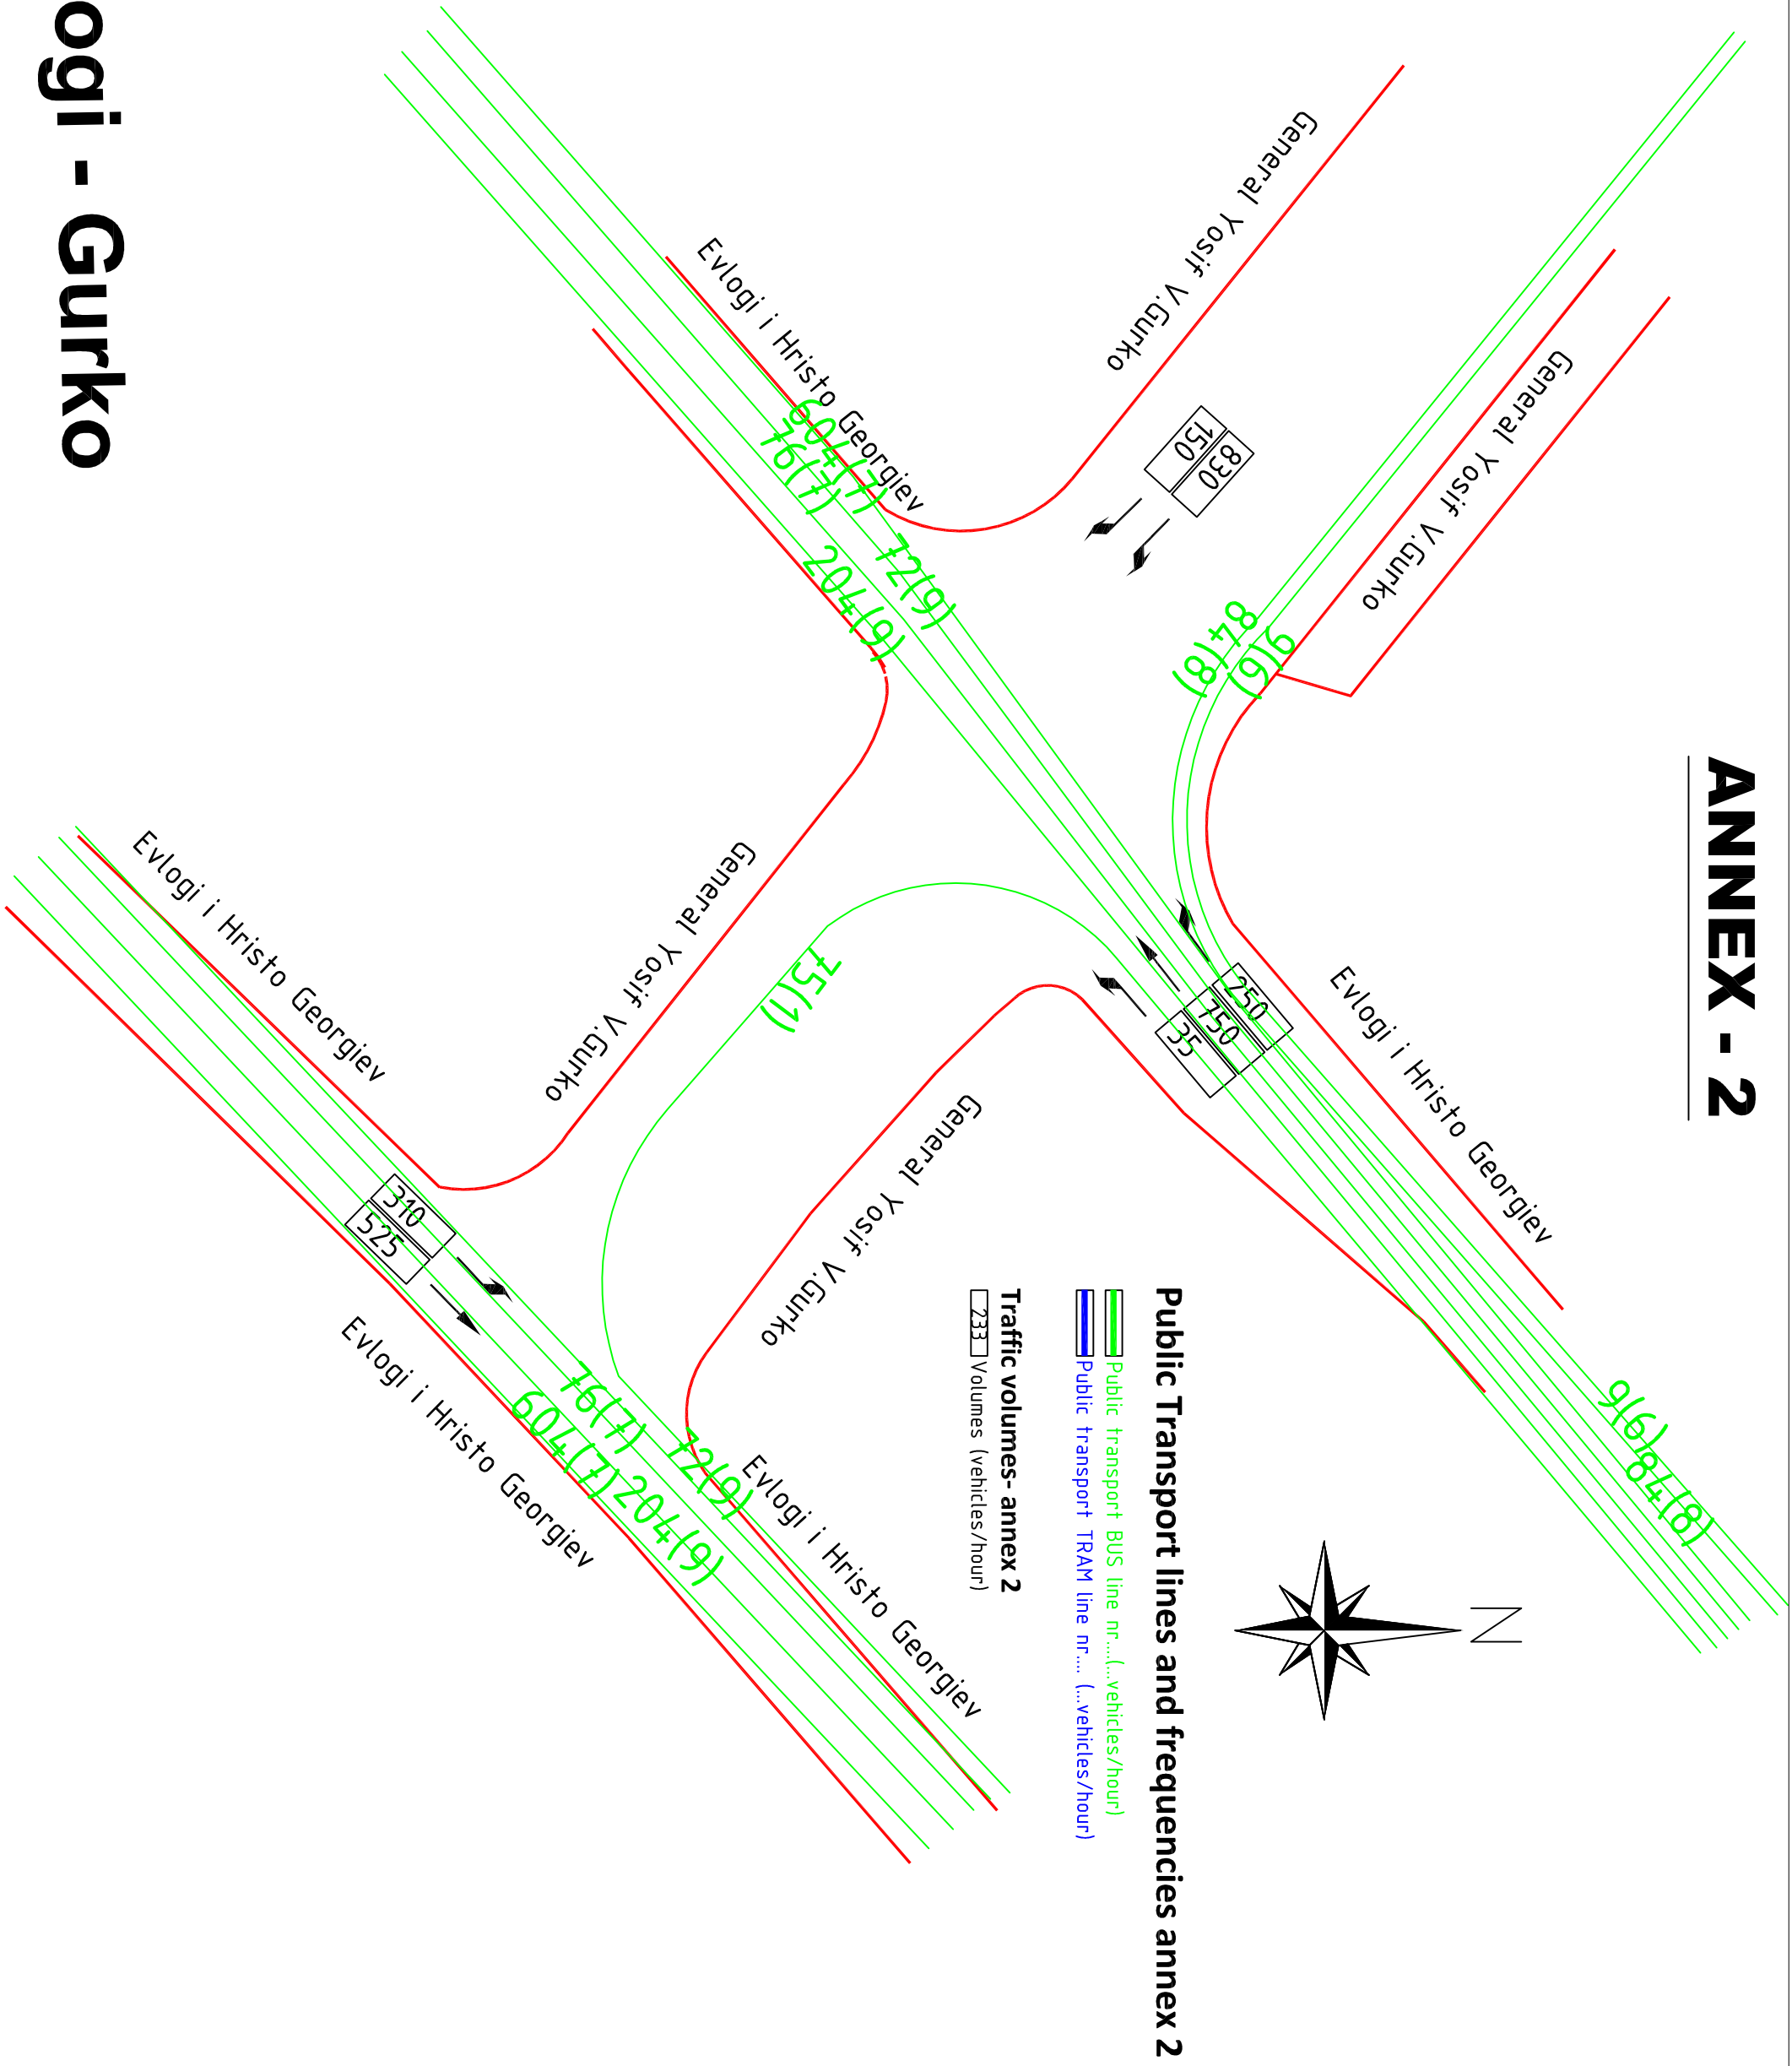 ANNEX - 2
General Yosif V.Gurko
General Yosif V.Gurko
Evlogi i Hristo Georgiev
9(6)
84(8)
9(6)
84(8)
830
150
250
750
35
Evlogi i Hristo Georgiev
604(7)
76(7)
72(9)
204(9)
75(1)
General Yosif V.Gurko
General Yosif V.Gurko
Public Transport lines and frequencies annex 2
Public transport BUS line nr....(...vehicles/hour)
Public transport TRAM line nr.... (...vehicles/hour)
Traffic volumes- annex 2
233 Volumes (vehicles/hour)
N
Evlogi i Hristo Georgiev
310
525
76(7)
72(9)
604(7)
204(9)
Evlogi i Hristo Georgiev
Evlogi i Hristo Georgiev
ogi - Gurko